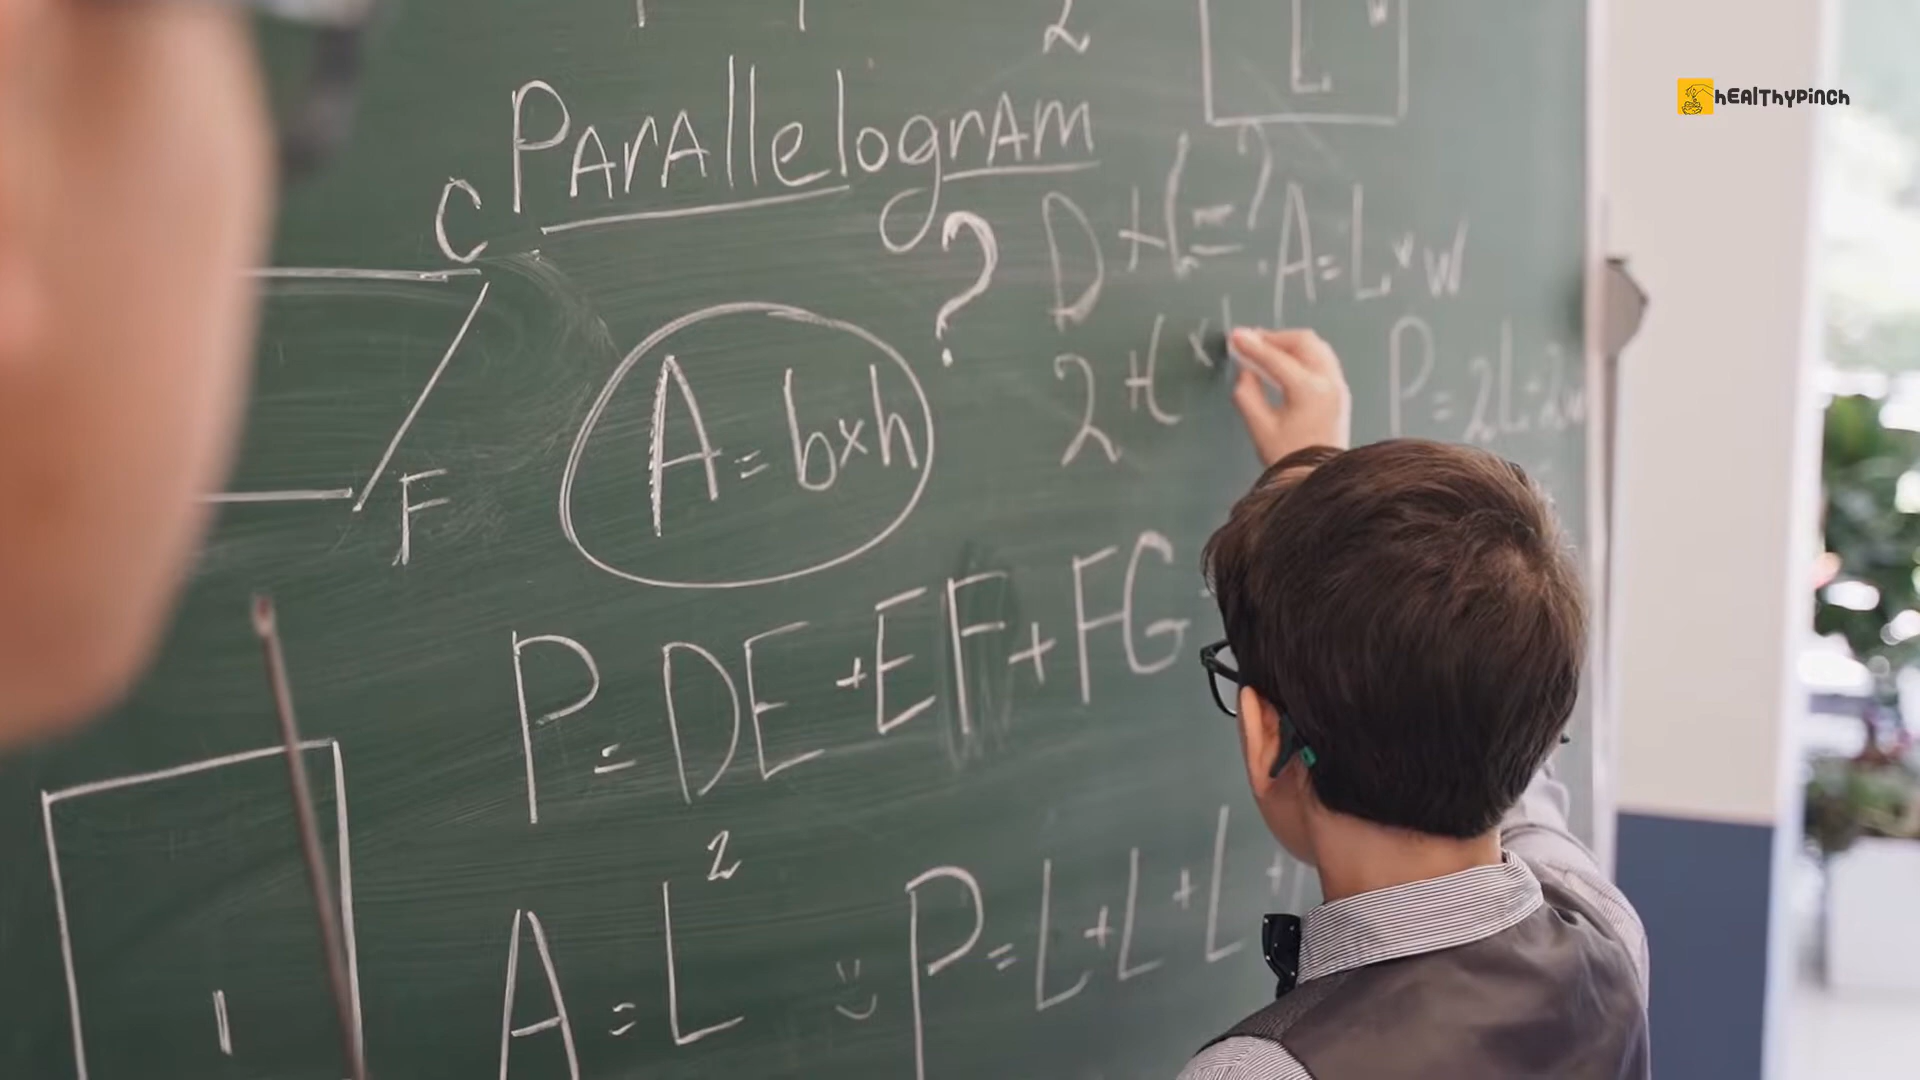 2
L
hEALThyPinch
PArAllelogrAm
C
D+(=?
A=L×w
?
A=b×h
2+(×
P=2L+2w
F
P=DE+EF+FG
2
A=L
P=L+L+L+